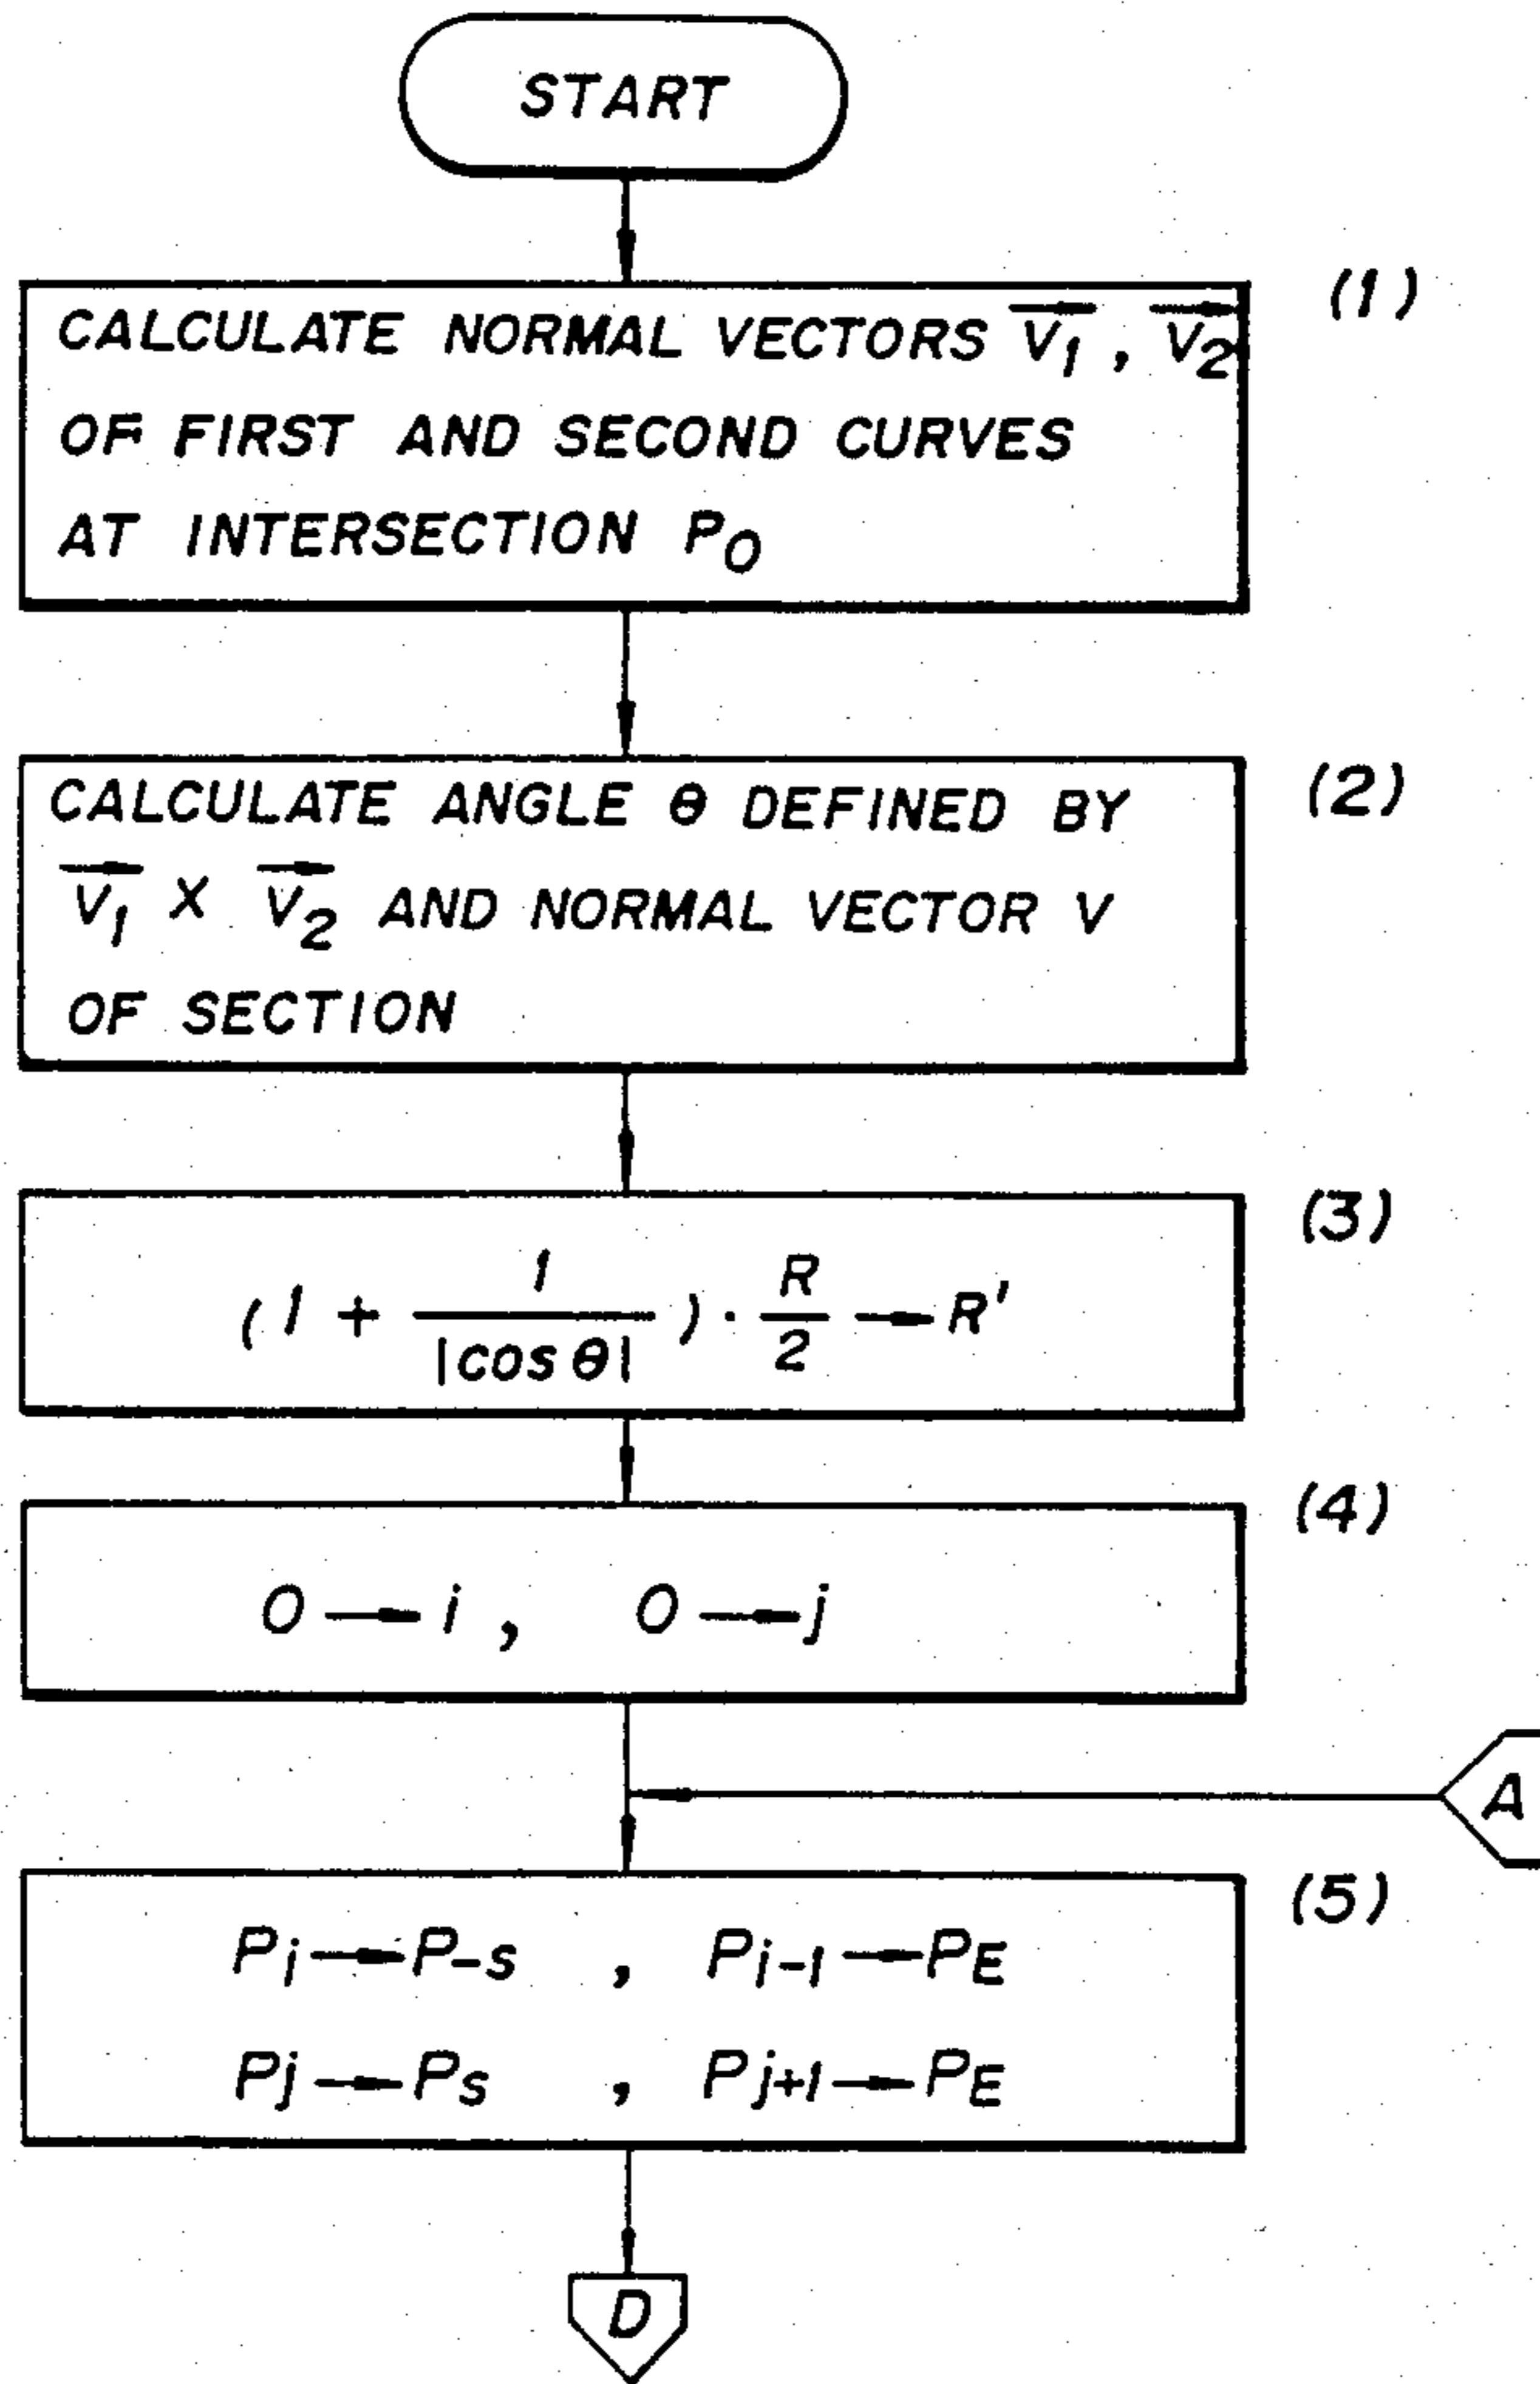 START
(1)
CALCULATE NORMAL VECTORS V₁, V₂
OF FIRST AND SECOND CURVES
AT INTERSECTION P₀
(2)
CALCULATE ANGLE θ DEFINED BY
V₁ X V₂ AND NORMAL VECTOR V
OF SECTION
(3)
(1 + 1/|cos θ|) · R/2 → R'
(4)
0 → i, 0 → j
A
(5)
Pi → P-S , Pi-1 → PE
Pj → PS , Pj+1 → PE
D